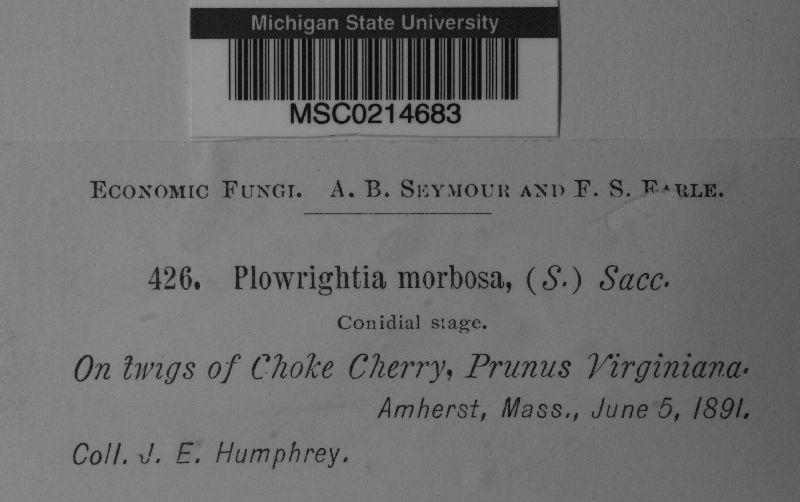 Michigan State University
MSC0214683
ECONOMIC FUNGI. A. B. SEYMOUR AND F. S. EARLE.
426. Plowrightia morbosa, (S.) Sacc.
Conidial stage.
On twigs of Choke Cherry, Prunus Virginiana.
Amherst, Mass., June 5, 1891.
Coll. J. E. Humphrey.